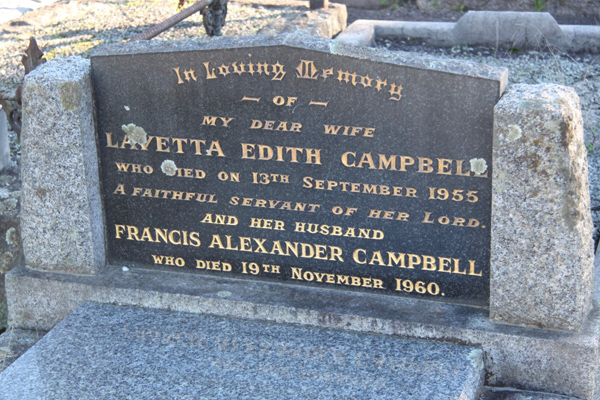 In Loving Memory
— OF —
MY DEAR WIFE
LAVETTA EDITH CAMPBELL
WHO DIED ON 13TH SEPTEMBER 1955
A FAITHFUL SERVANT OF HER LORD.
AND HER HUSBAND
FRANCIS ALEXANDER CAMPBELL
WHO DIED 19TH NOVEMBER 1960.